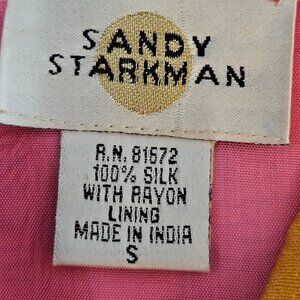 SANDY
STARKMAN
R.N. 81672
100% SILK
WITH RAYON
LINING
MADE IN INDIA
S